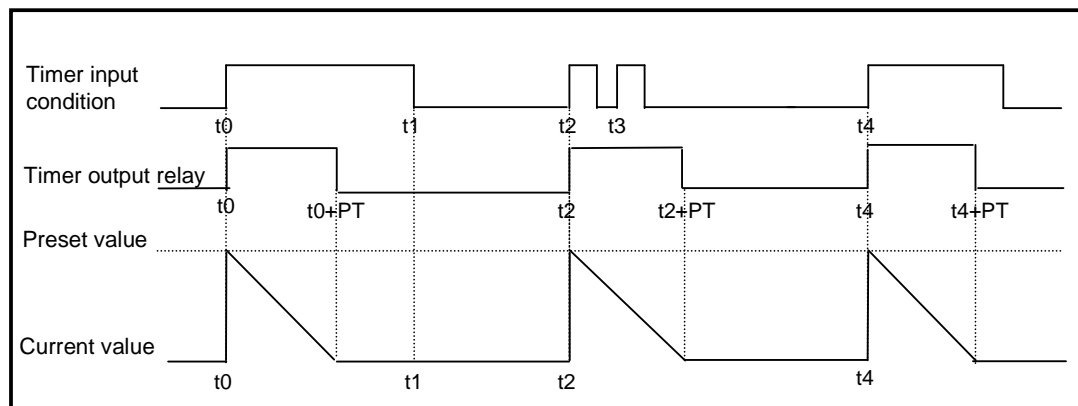 Timer input
condition
t0 t1 t2 t3 t4
Timer output relay
t0 t0+PT t2 t2+PT t4 t4+PT
Preset value
Current value
t0 t1 t2 t4